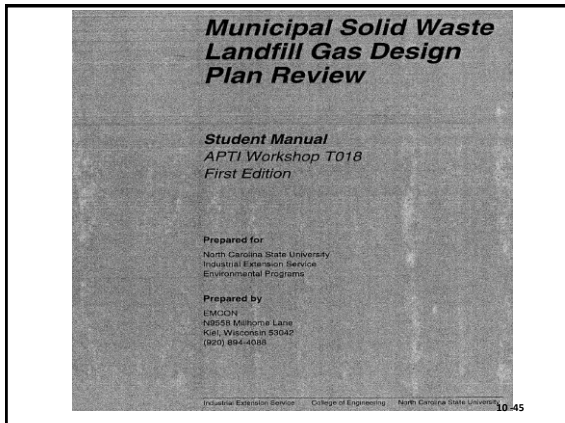 Municipal Solid Waste
Landfill Gas Design
Plan Review
Student Manual
APTI Workshop T018
First Edition
Prepared for
North Carolina State University
Industrial Extension Service
Environmental Programs
Prepared by
EMCON
N9558 Millhome Lane
Kiel, Wisconsin 53042
(920) 894-4088
Industrial Extension Service College of Engineering North Carolina State University
10-45